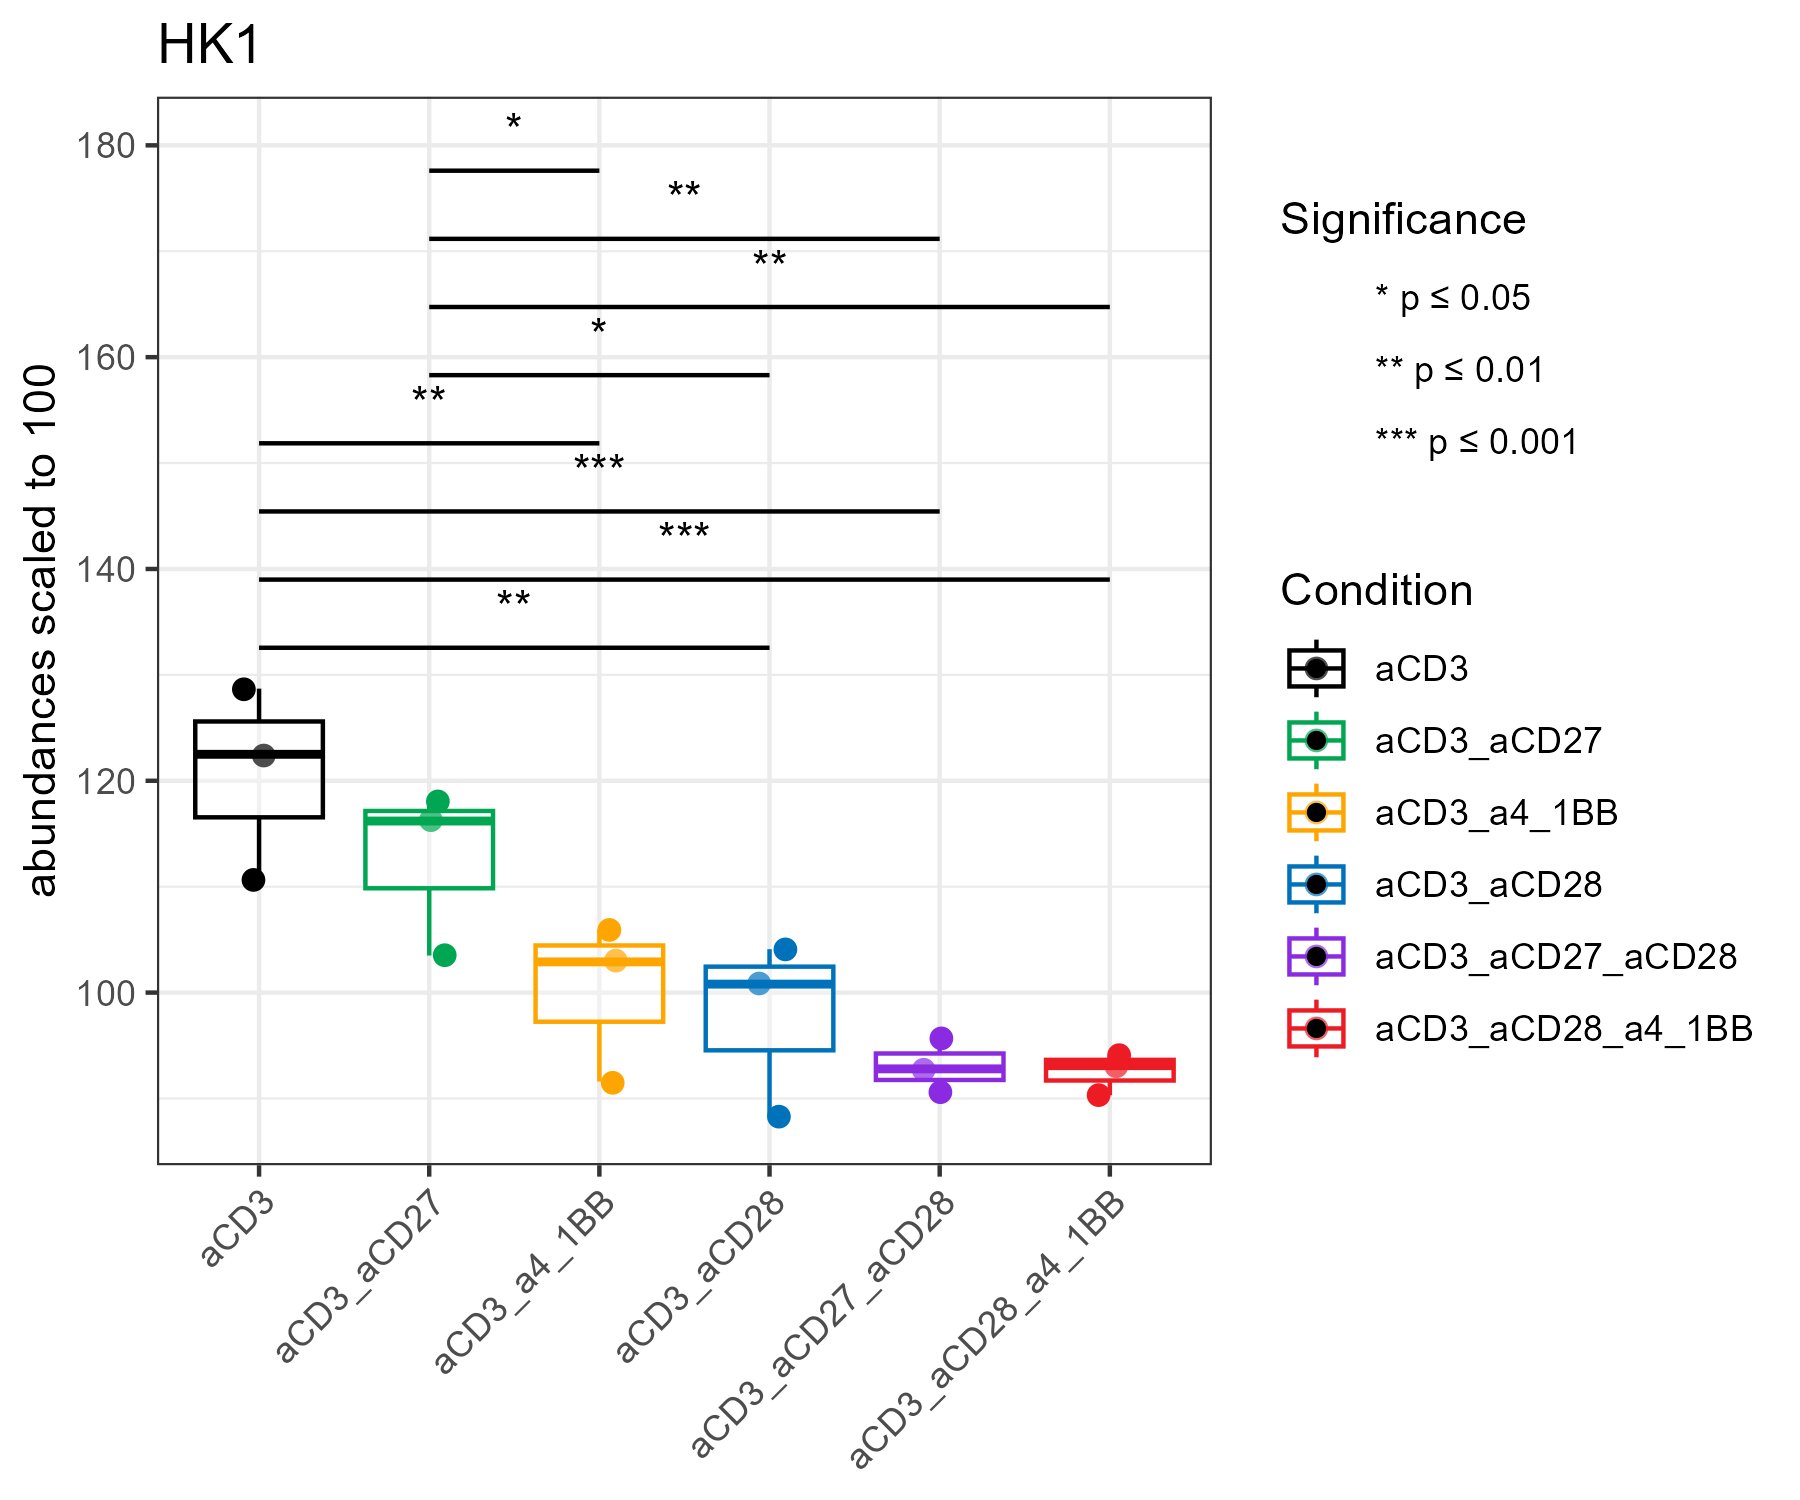 HK1
abundances scaled to 100
180
160
140
120
100
*
**
**
*
**
***
***
**
aCD3
aCD3_aCD27
aCD3_a4_1BB
aCD3_aCD28
aCD3_aCD27_aCD28
aCD3_aCD28_a4_1BB
Significance
* p ≤ 0.05
** p ≤ 0.01
*** p ≤ 0.001
Condition
aCD3
aCD3_aCD27
aCD3_a4_1BB
aCD3_aCD28
aCD3_aCD27_aCD28
aCD3_aCD28_a4_1BB